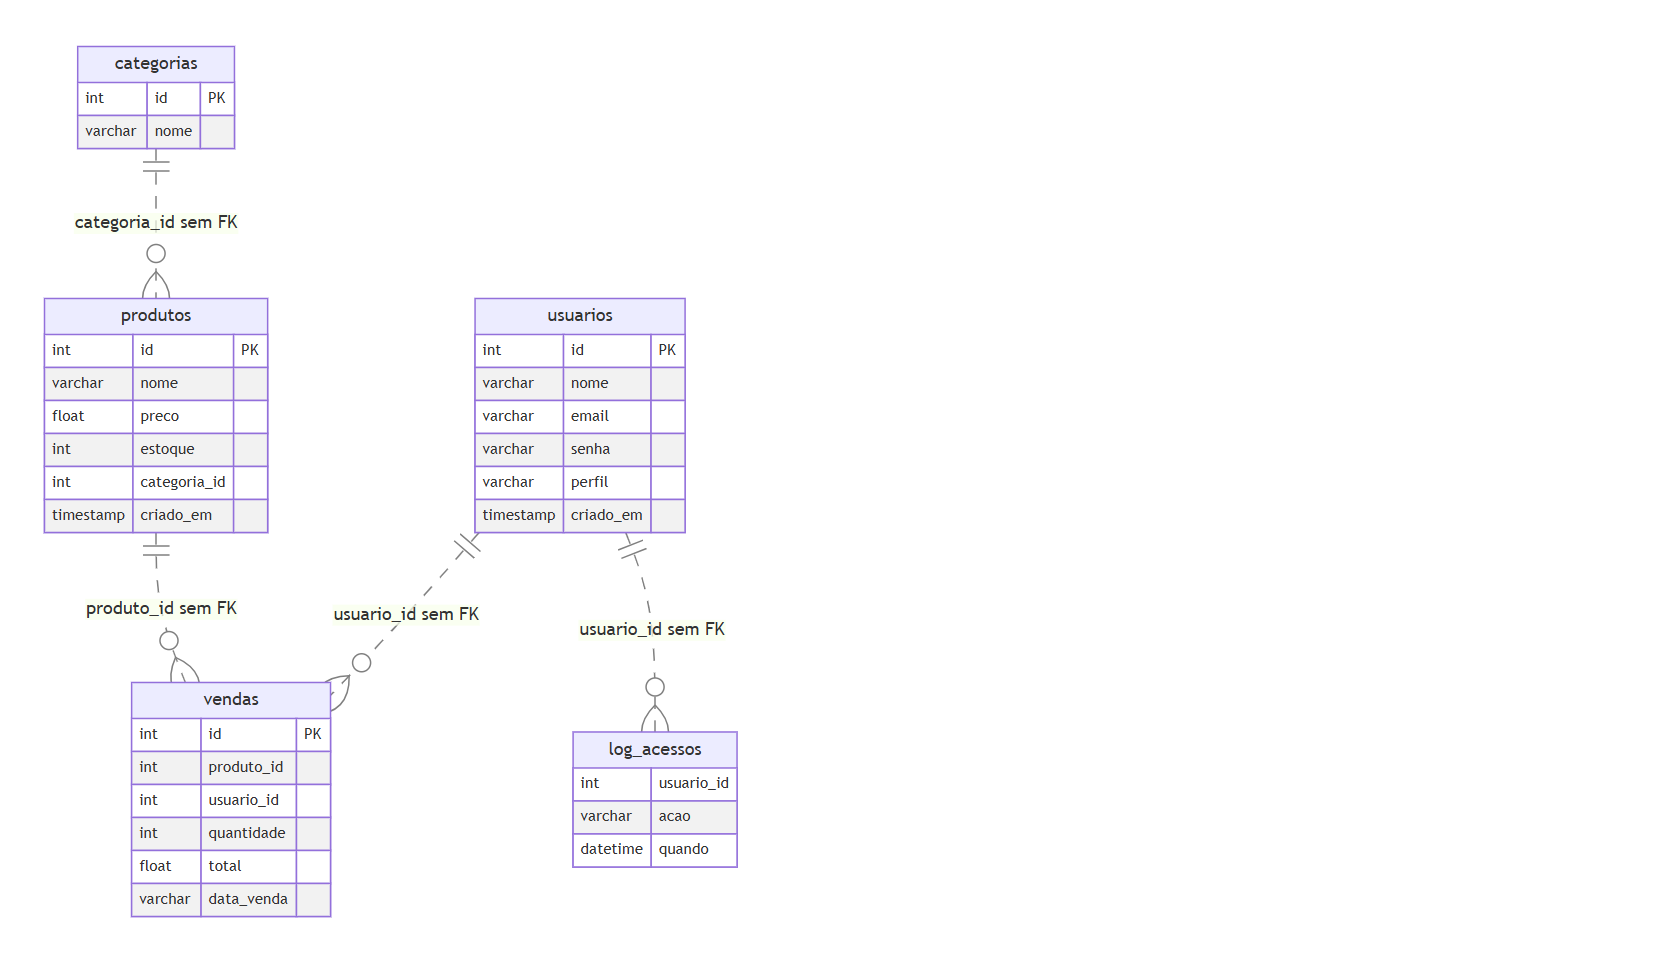 categorias
int id PK
varchar nome
categoria_id sem FK
produtos
int id PK
varchar nome
float preco
int estoque
int categoria_id
timestamp criado_em
usuarios
int id PK
varchar nome
varchar email
varchar senha
varchar perfil
timestamp criado_em
produto_id sem FK
usuario_id sem FK
usuario_id sem FK
vendas
int id PK
int produto_id
int usuario_id
int quantidade
float total
varchar data_venda
log_acessos
int usuario_id
varchar acao
datetime quando